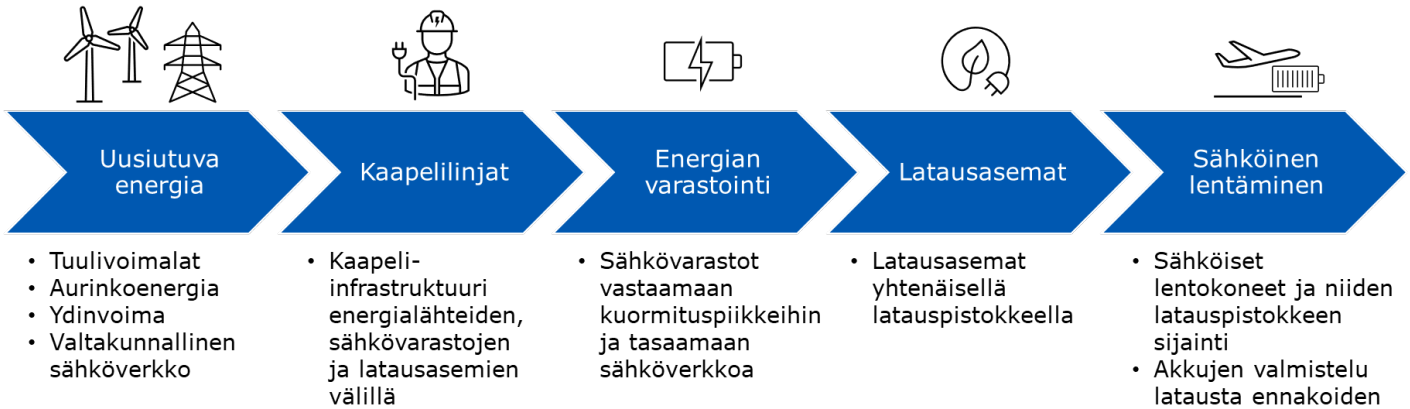 Uusiutuva
energia
Kaapelilinjat
Energian
varastointi
Latausasemat
Sähköinen
lentäminen
• Tuulivoimalat
• Aurinkoenergia
• Ydinvoima
• Valtakunnallinen
sähköverkko
• Kaapeli-
infrastruktuuri
energialähteiden,
sähkövarastojen
ja latausasemien
välillä
• Sähkövarastot
vastaamaan
kuormituspiikkeihin
ja tasaamaan
sähköverkkoa
• Latausasemat
yhtenäisellä
latauspistokkeella
• Sähköiset
lentokoneet ja niiden
latauspistokkeen
sijainti
• Akkujen valmistelu
latausta ennakoiden